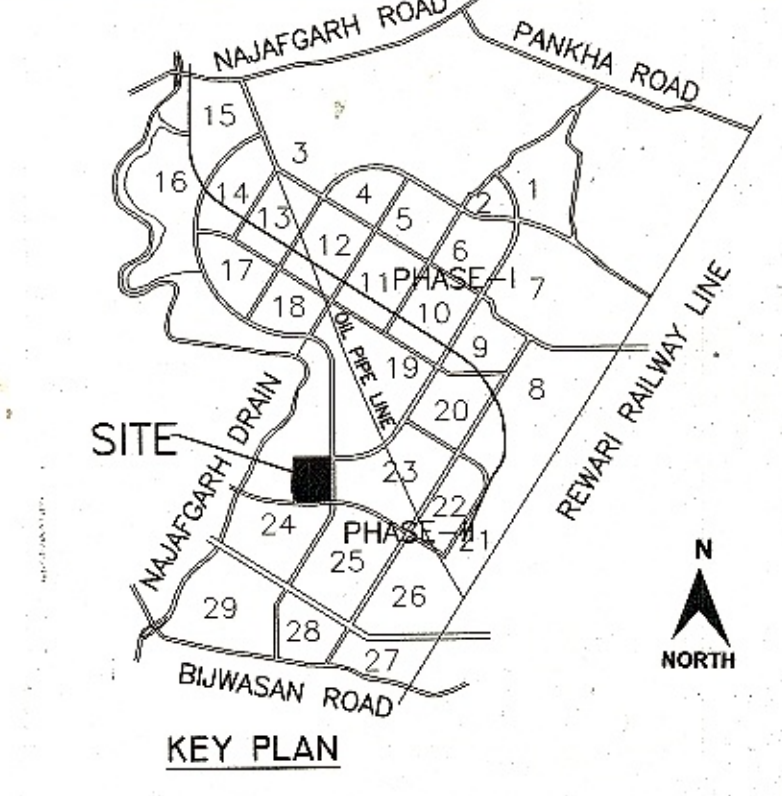 NAJAFGARH ROAD
PANKHA ROAD
15
3
16
14
13
4
5
2
1
12
6
17
11
PHASE-I
7
18
10
OIL PIPE LINE
19
9
8
20
REWARI RAILWAY LINE
NAJAFGARH DRAIN
SITE
23
22
24
PHASE-II
21
25
26
29
28
27
BIJWASAN ROAD
N
NORTH
KEY PLAN